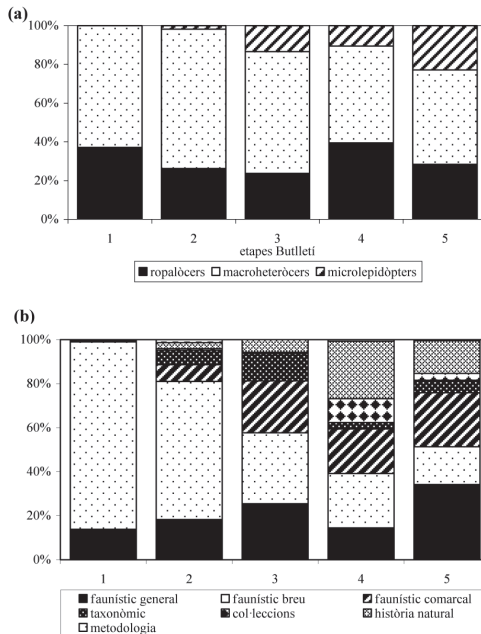 (a)
100%
80%
60%
40%
20%
0%
1 2 3 4 5
etapes Butlletí
ropalòcers macroheteròcers microlepidòpters
(b)
100%
80%
60%
40%
20%
0%
1 2 3 4 5
faunístic general faunístic breu faunístic comarcal
taxonòmic col·leccions història natural
metodologia